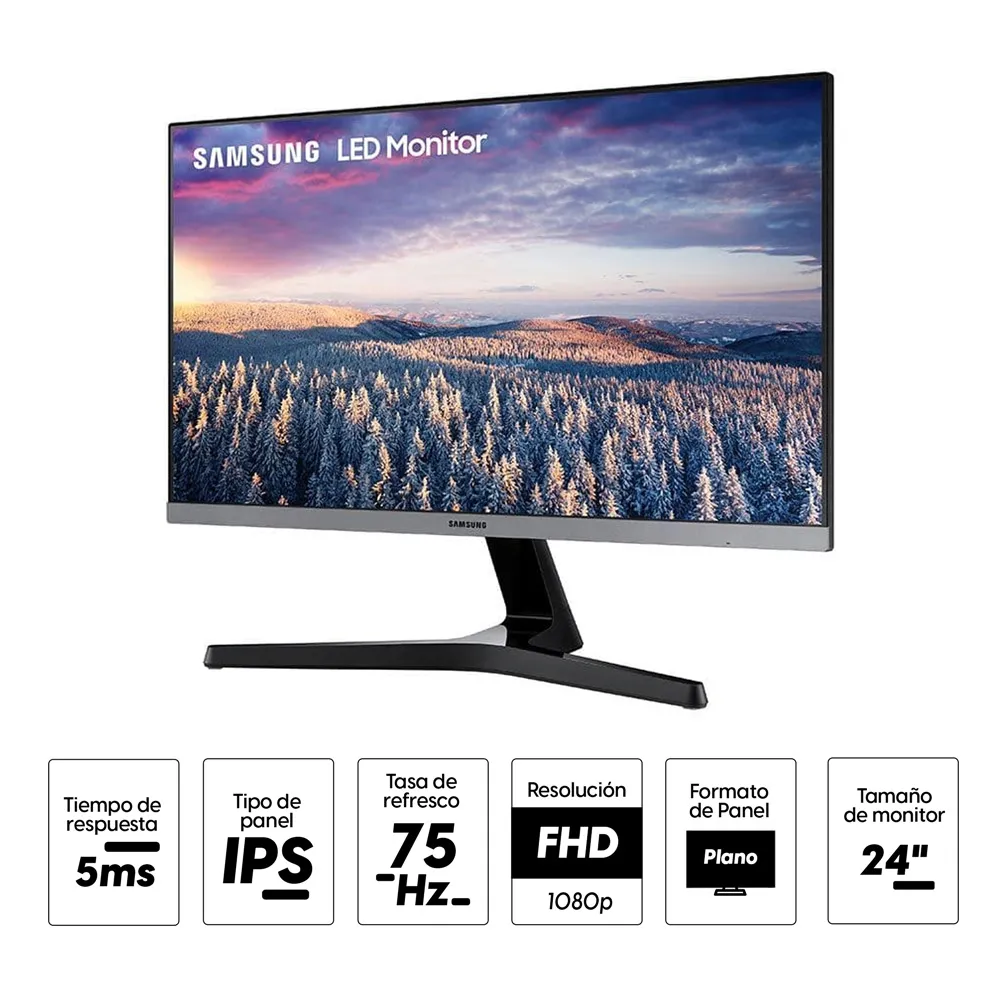 SAMSUNG LED Monitor
SAMSUNG
Tiempo de
respuesta
5ms
Tipo de
panel
IPS
Tasa de
refresco
75
Hz
Resolución
FHD
1080p
Formato
de Panel
Plano
Tamaño
de monitor
24"